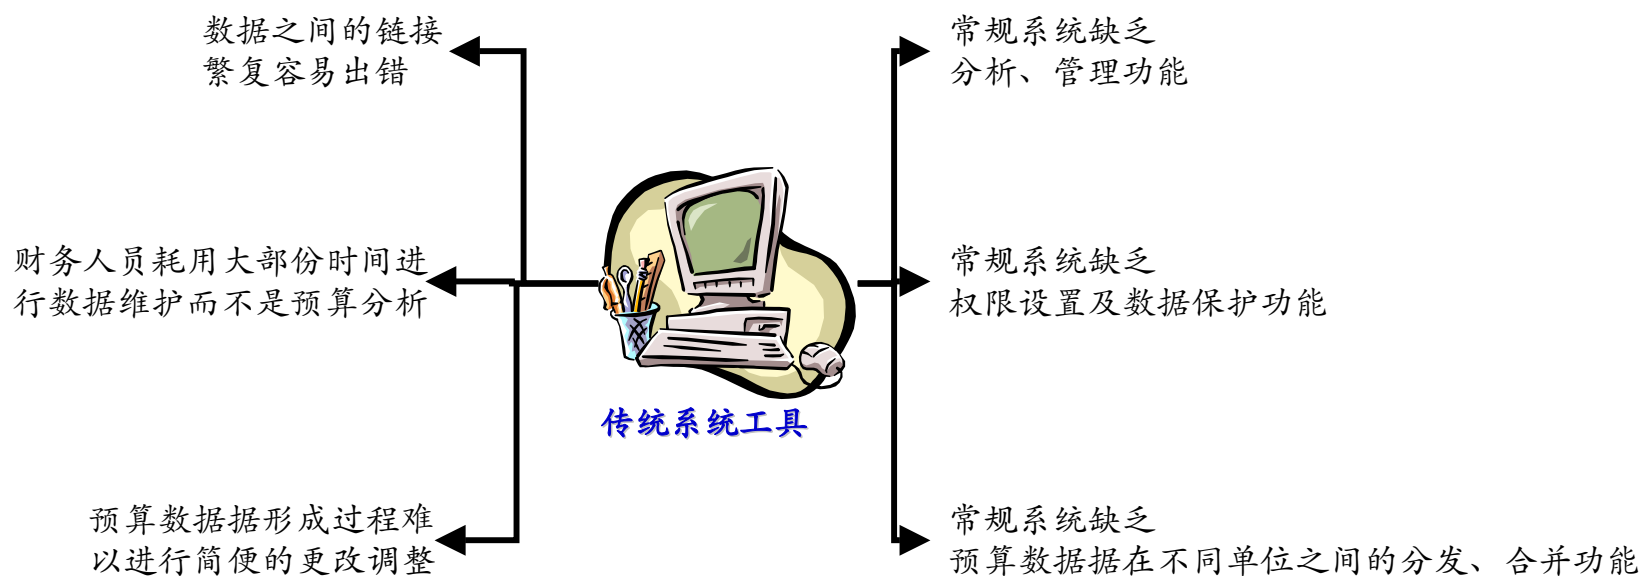 数据之间的链接
繁复容易出错
财务人员耗用大部份时间进
行数据维护而不是预算分析
预算数据据形成过程难
以进行简便的更改调整
传统系统工具
常规系统缺乏
分析、管理功能
常规系统缺乏
权限设置及数据保护功能
常规系统缺乏
预算数据据在不同单位之间的分发、合并功能